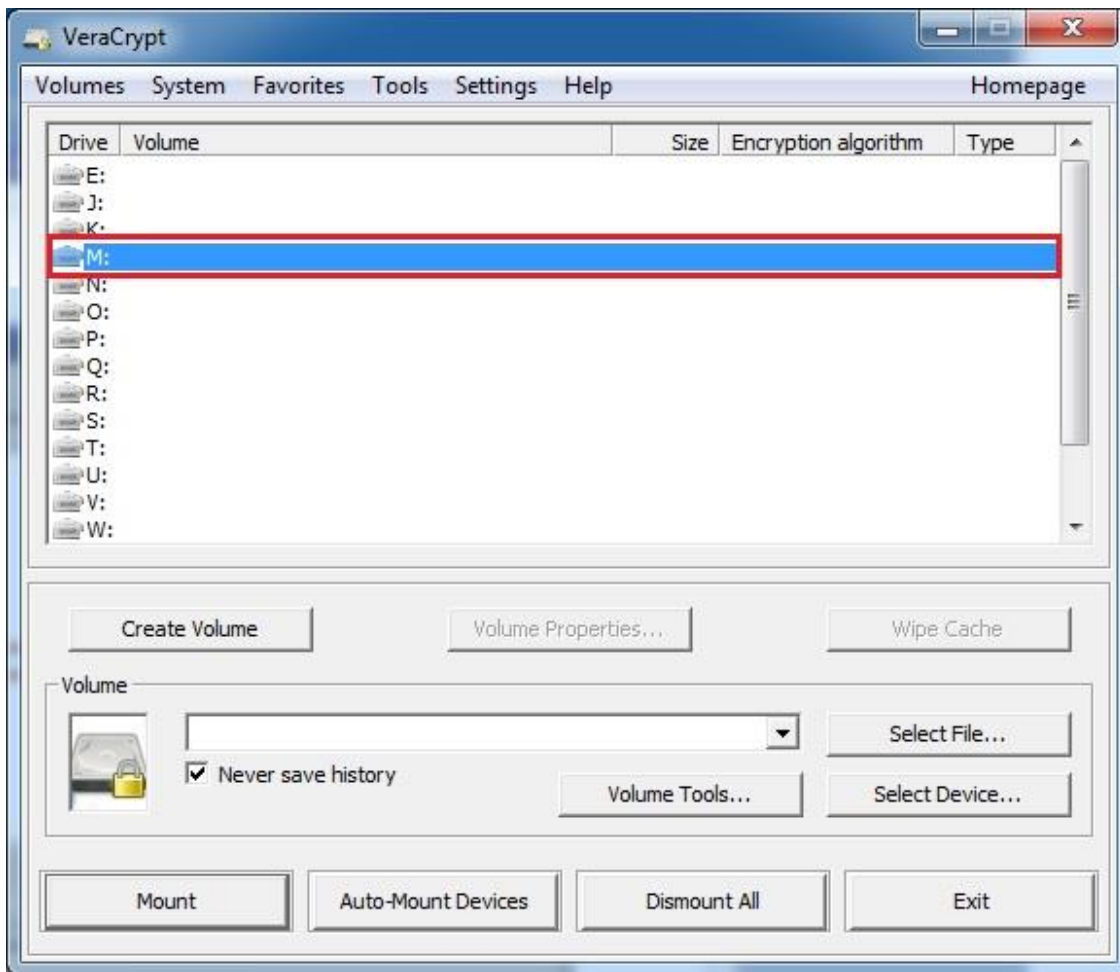 VeraCrypt
Volumes System Favorites Tools Settings Help Homepage
Drive Volume Size Encryption algorithm Type
E:
J:
K:
M:
N:
O:
P:
Q:
R:
S:
T:
U:
V:
W:
Create Volume Volume Properties... Wipe Cache
Volume
Select File...
Never save history
Volume Tools... Select Device...
Mount Auto-Mount Devices Dismount All Exit